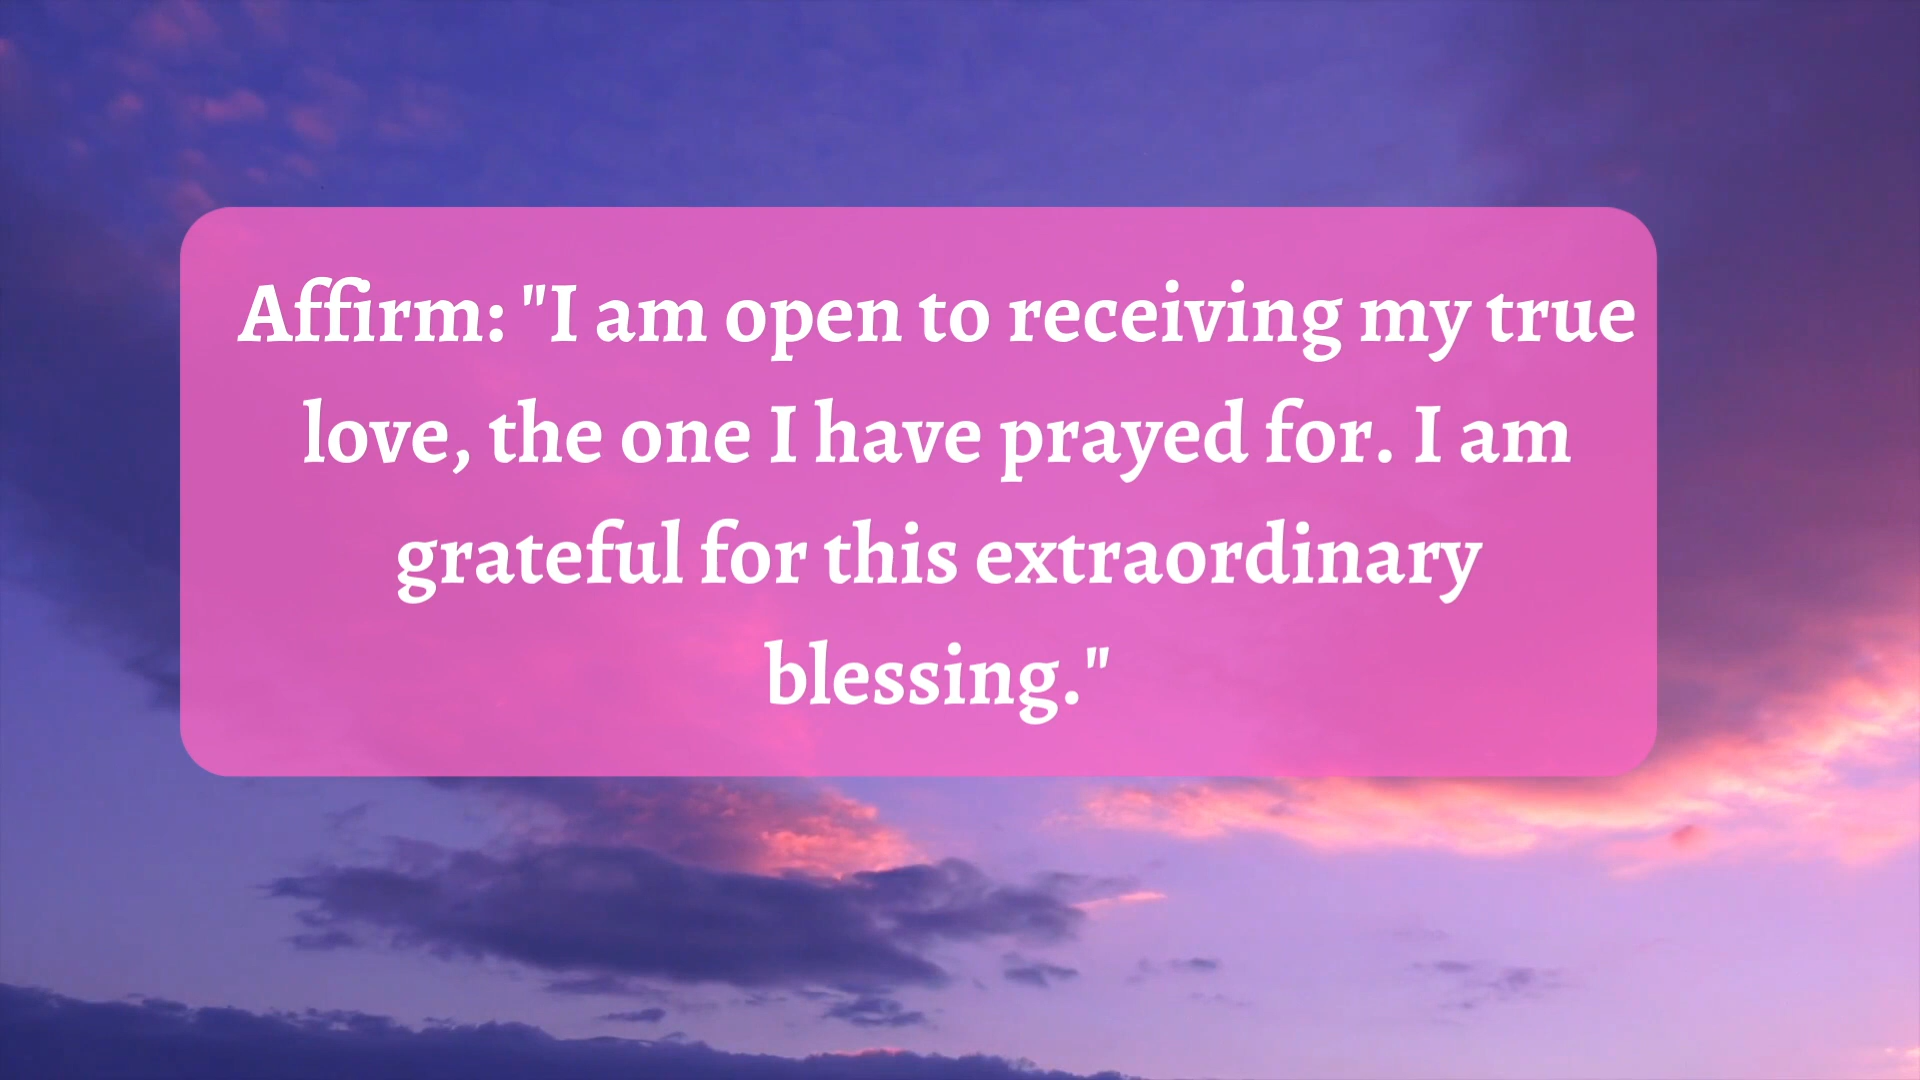 Affirm: "I am open to receiving my true
love, the one I have prayed for. I am
grateful for this extraordinary
blessing."